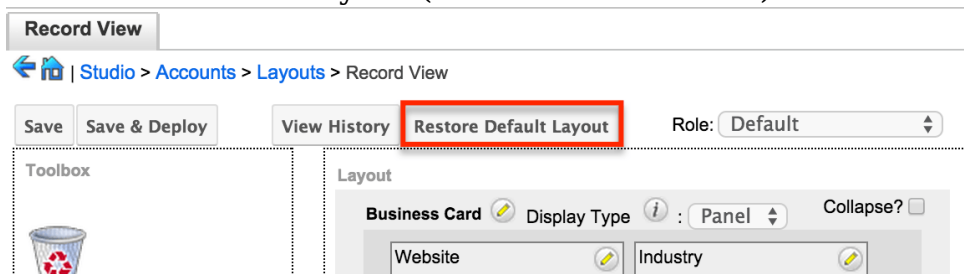 Record View
| Studio > Accounts > Layouts > Record View
Save Save & Deploy View History Restore Default Layout Role: Default
Toolbox
Layout
Business Card Display Type i : Panel Collapse?
Website Industry